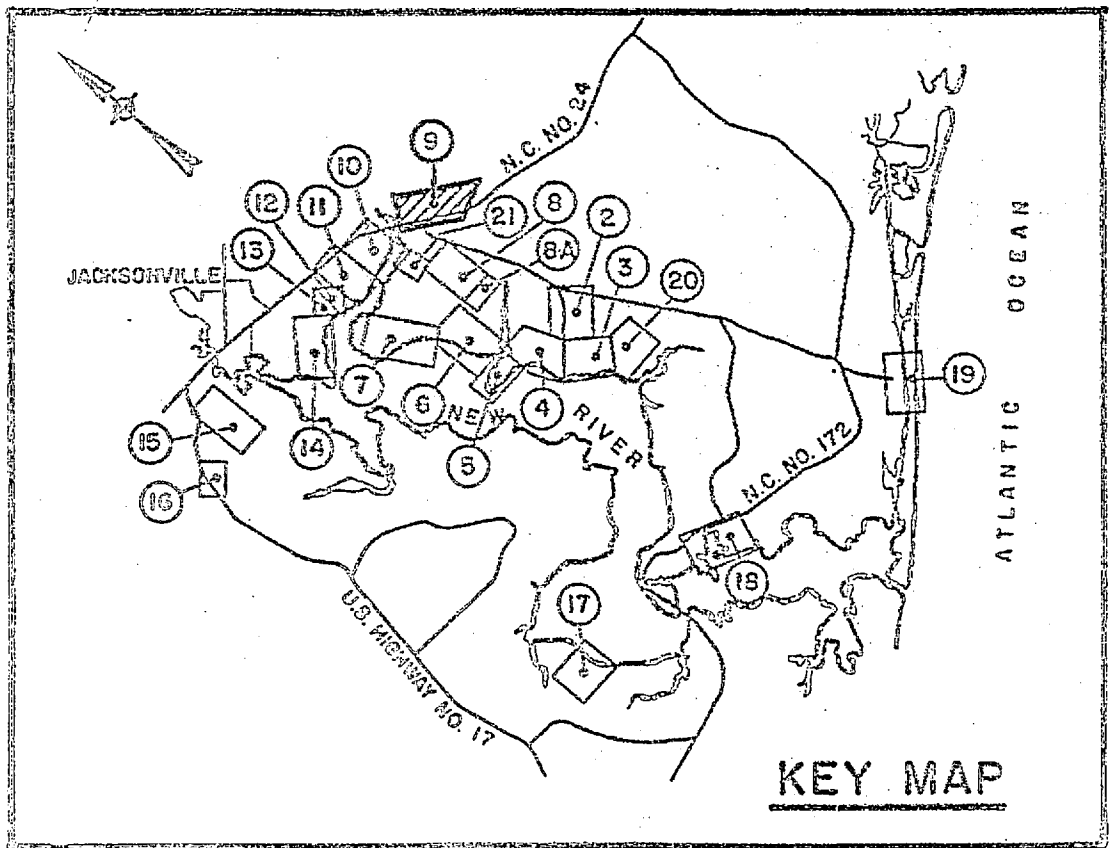 N.C. NO. 24
9
10
11
12
13
21
8
8A
2
3
20
JACKSONVILLE
ATLANTIC OCEAN
19
7
6
5
4
NEW RIVER
14
15
16
N.C. NO. 172
18
17
U.S. HIGHWAY NO. 17
KEY MAP